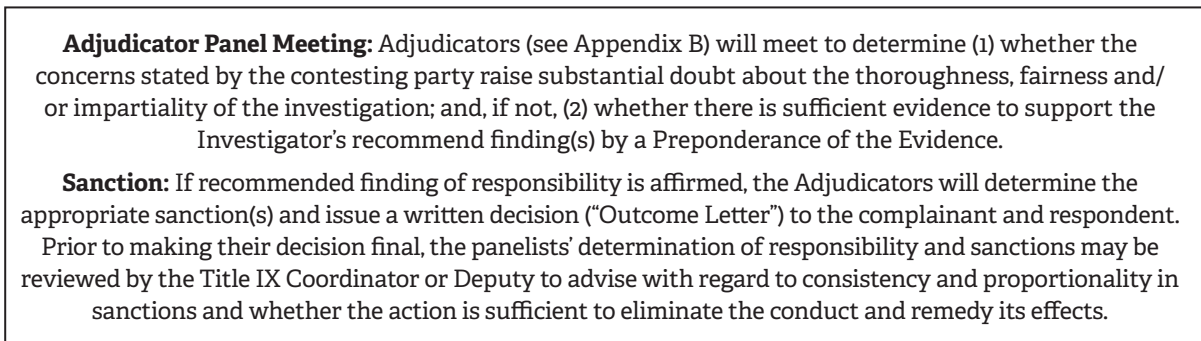 Adjudicator Panel Meeting: Adjudicators (see Appendix B) will meet to determine (1) whether the
concerns stated by the contesting party raise substantial doubt about the thoroughness, fairness and/
or impartiality of the investigation; and, if not, (2) whether there is sufficient evidence to support the
Investigator’s recommend finding(s) by a Preponderance of the Evidence.
Sanction: If recommended finding of responsibility is affirmed, the Adjudicators will determine the
appropriate sanction(s) and issue a written decision (“Outcome Letter”) to the complainant and respondent.
Prior to making their decision final, the panelists’ determination of responsibility and sanctions may be
reviewed by the Title IX Coordinator or Deputy to advise with regard to consistency and proportionality in
sanctions and whether the action is sufficient to eliminate the conduct and remedy its effects.